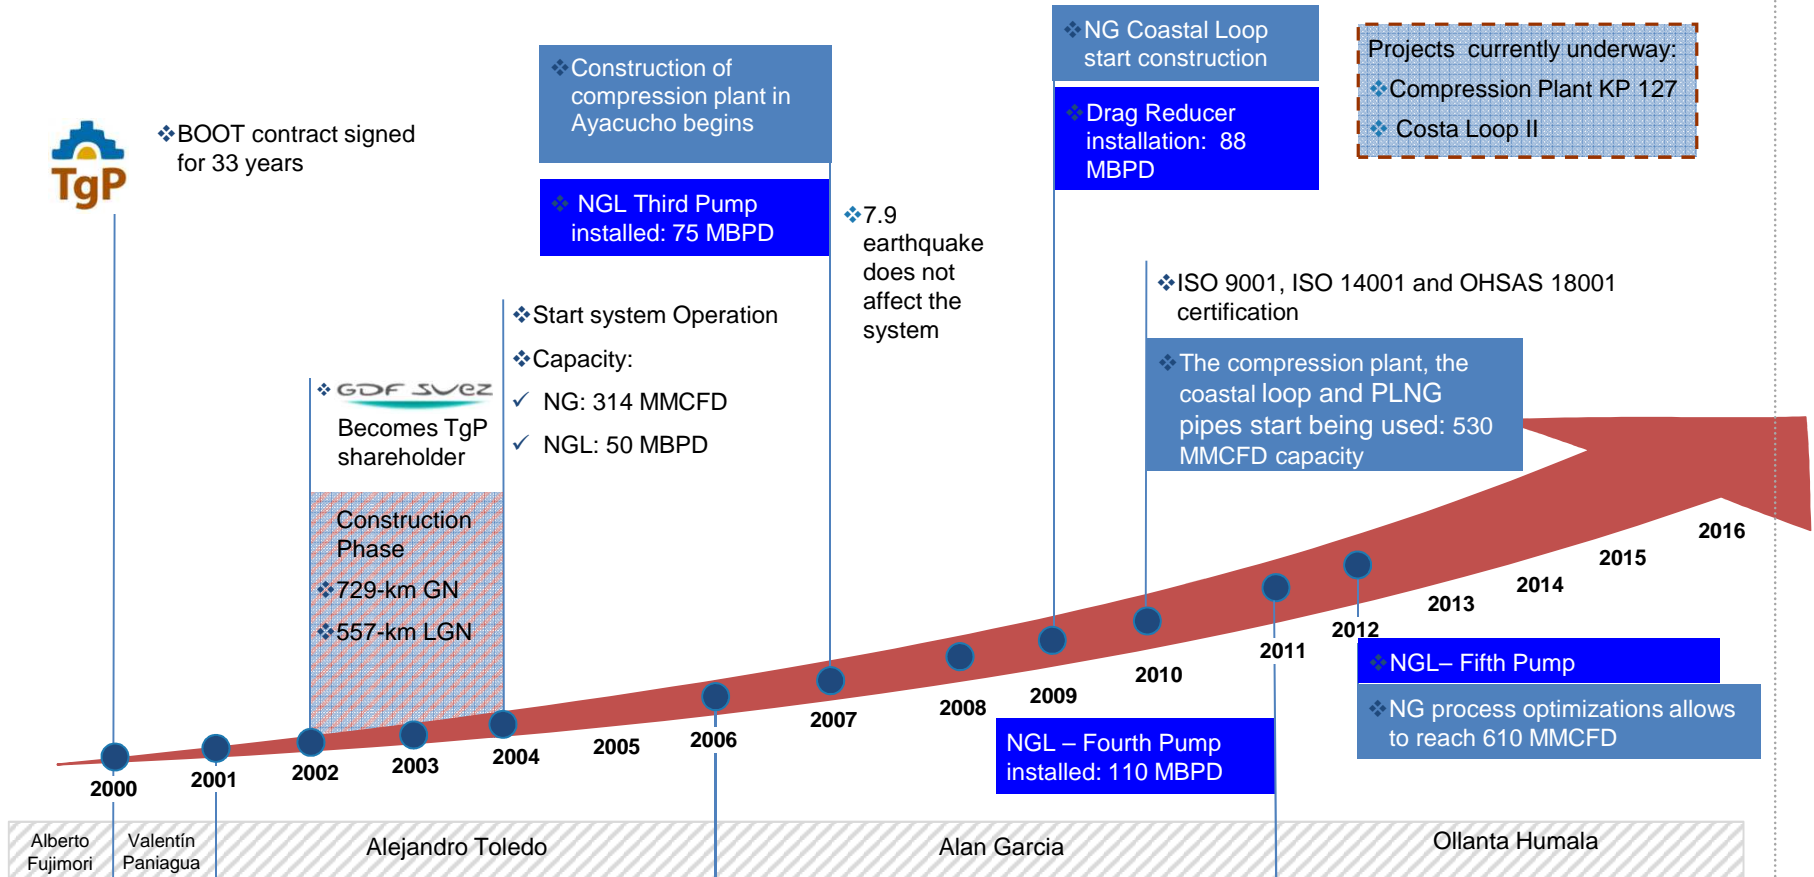 TgP
BOOT contract signed
for 33 years
GDF SUEZ
Becomes TgP
shareholder
Construction
Phase
729-km GN
557-km LGN
Start system Operation
Capacity:
✓ NG: 314 MMCFD
✓ NGL: 50 MBPD
Construction of
compression plant in
Ayacucho begins
NGL Third Pump
installed: 75 MBPD
7.9
earthquake
does not
affect the
system
NG Coastal Loop
start construction
Drag Reducer
installation: 88
MBPD
ISO 9001, ISO 14001 and OHSAS 18001
certification
The compression plant, the
coastal loop and PLNG
pipes start being used: 530
MMCFD capacity
Projects currently underway:
Compression Plant KP 127
Costa Loop II
NGL – Fourth Pump
installed: 110 MBPD
NGL– Fifth Pump
NG process optimizations allows
to reach 610 MMCFD
2000
2001
2002
2003
2004
2005
2006
2007
2008
2009
2010
2011
2012
2013
2014
2015
2016
Alberto
Fujimori
Valentín
Paniagua
Alejandro Toledo
Alan Garcia
Ollanta Humala